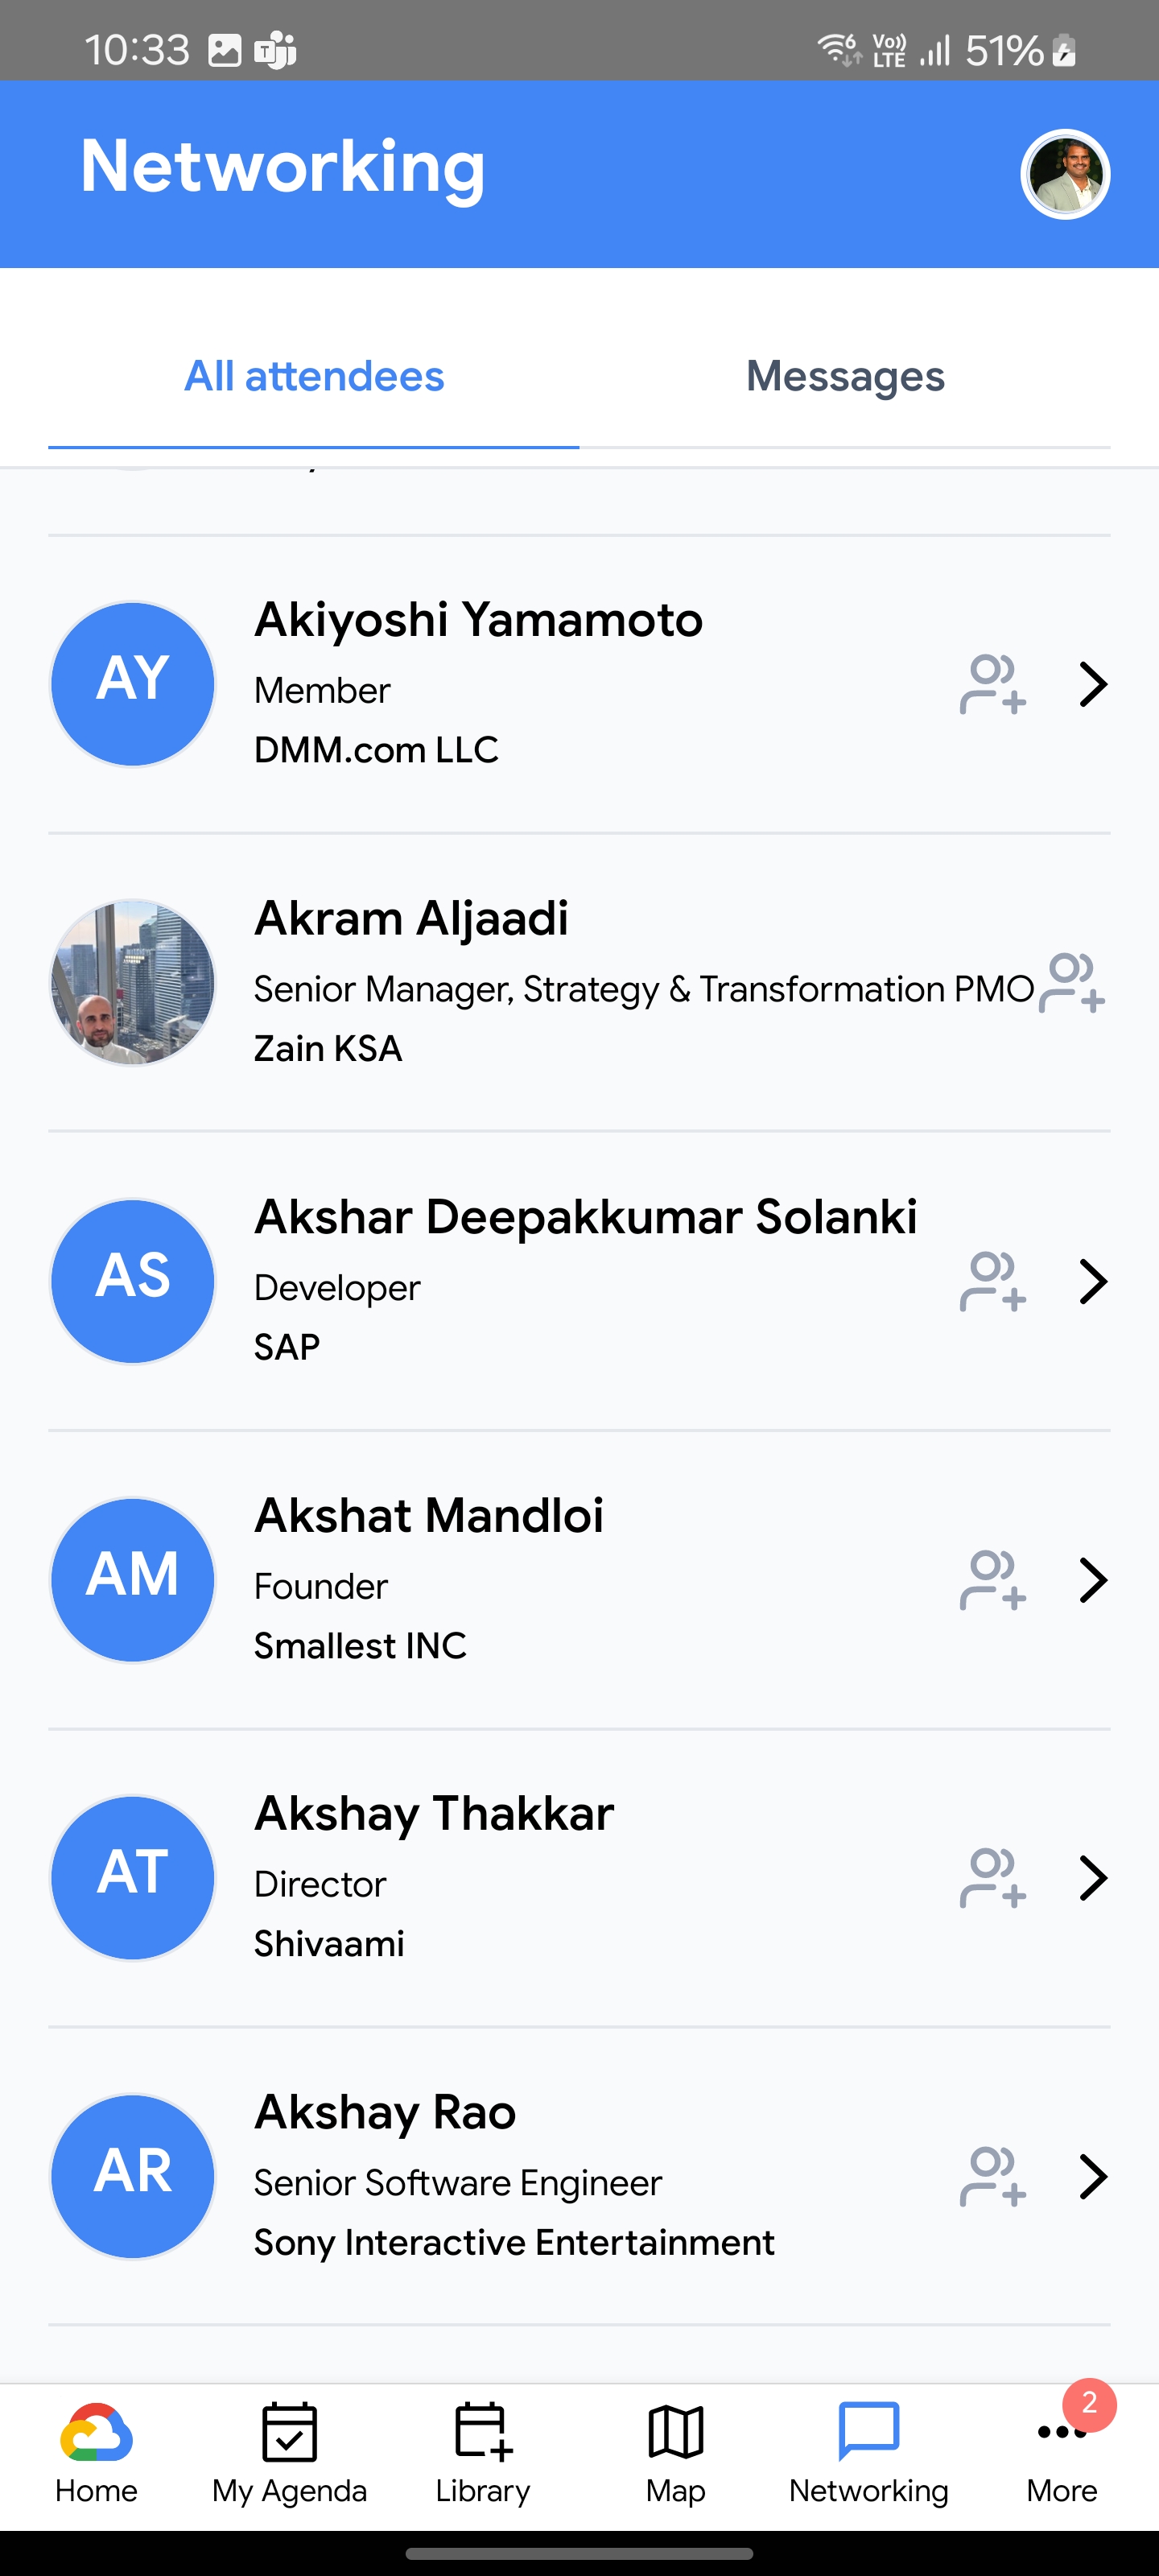 10:33
Vo)) LTE
51%
Networking
All attendees
Messages
AY
Akiyoshi Yamamoto
Member
DMM.com LLC
Akram Aljaadi
Senior Manager, Strategy & Transformation PMO
Zain KSA
AS
Akshar Deepakkumar Solanki
Developer
SAP
AM
Akshat Mandloi
Founder
Smallest INC
AT
Akshay Thakkar
Director
Shivaami
AR
Akshay Rao
Senior Software Engineer
Sony Interactive Entertainment
2
Home
My Agenda
Library
Map
Networking
More